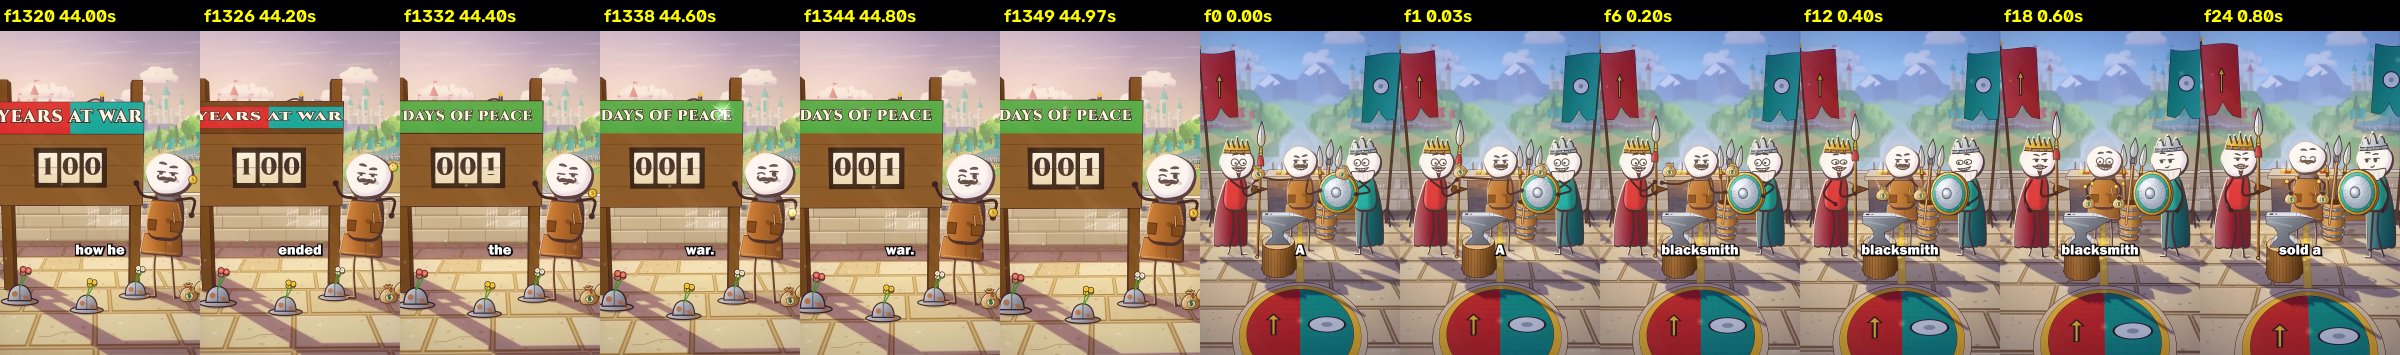 f1320 44.00s
YEARS AT WAR
100
how he
f1326 44.20s
YEARS AT WAR
100
ended
f1332 44.40s
DAYS OF PEACE
001
the
f1338 44.60s
DAYS OF PEACE
001
war.
f1344 44.80s
DAYS OF PEACE
001
war.
f1349 44.97s
DAYS OF PEACE
001
f0 0.00s
A
f1 0.03s
A
f6 0.20s
blacksmith
f12 0.40s
blacksmith
f18 0.60s
blacksmith
f24 0.80s
sold a